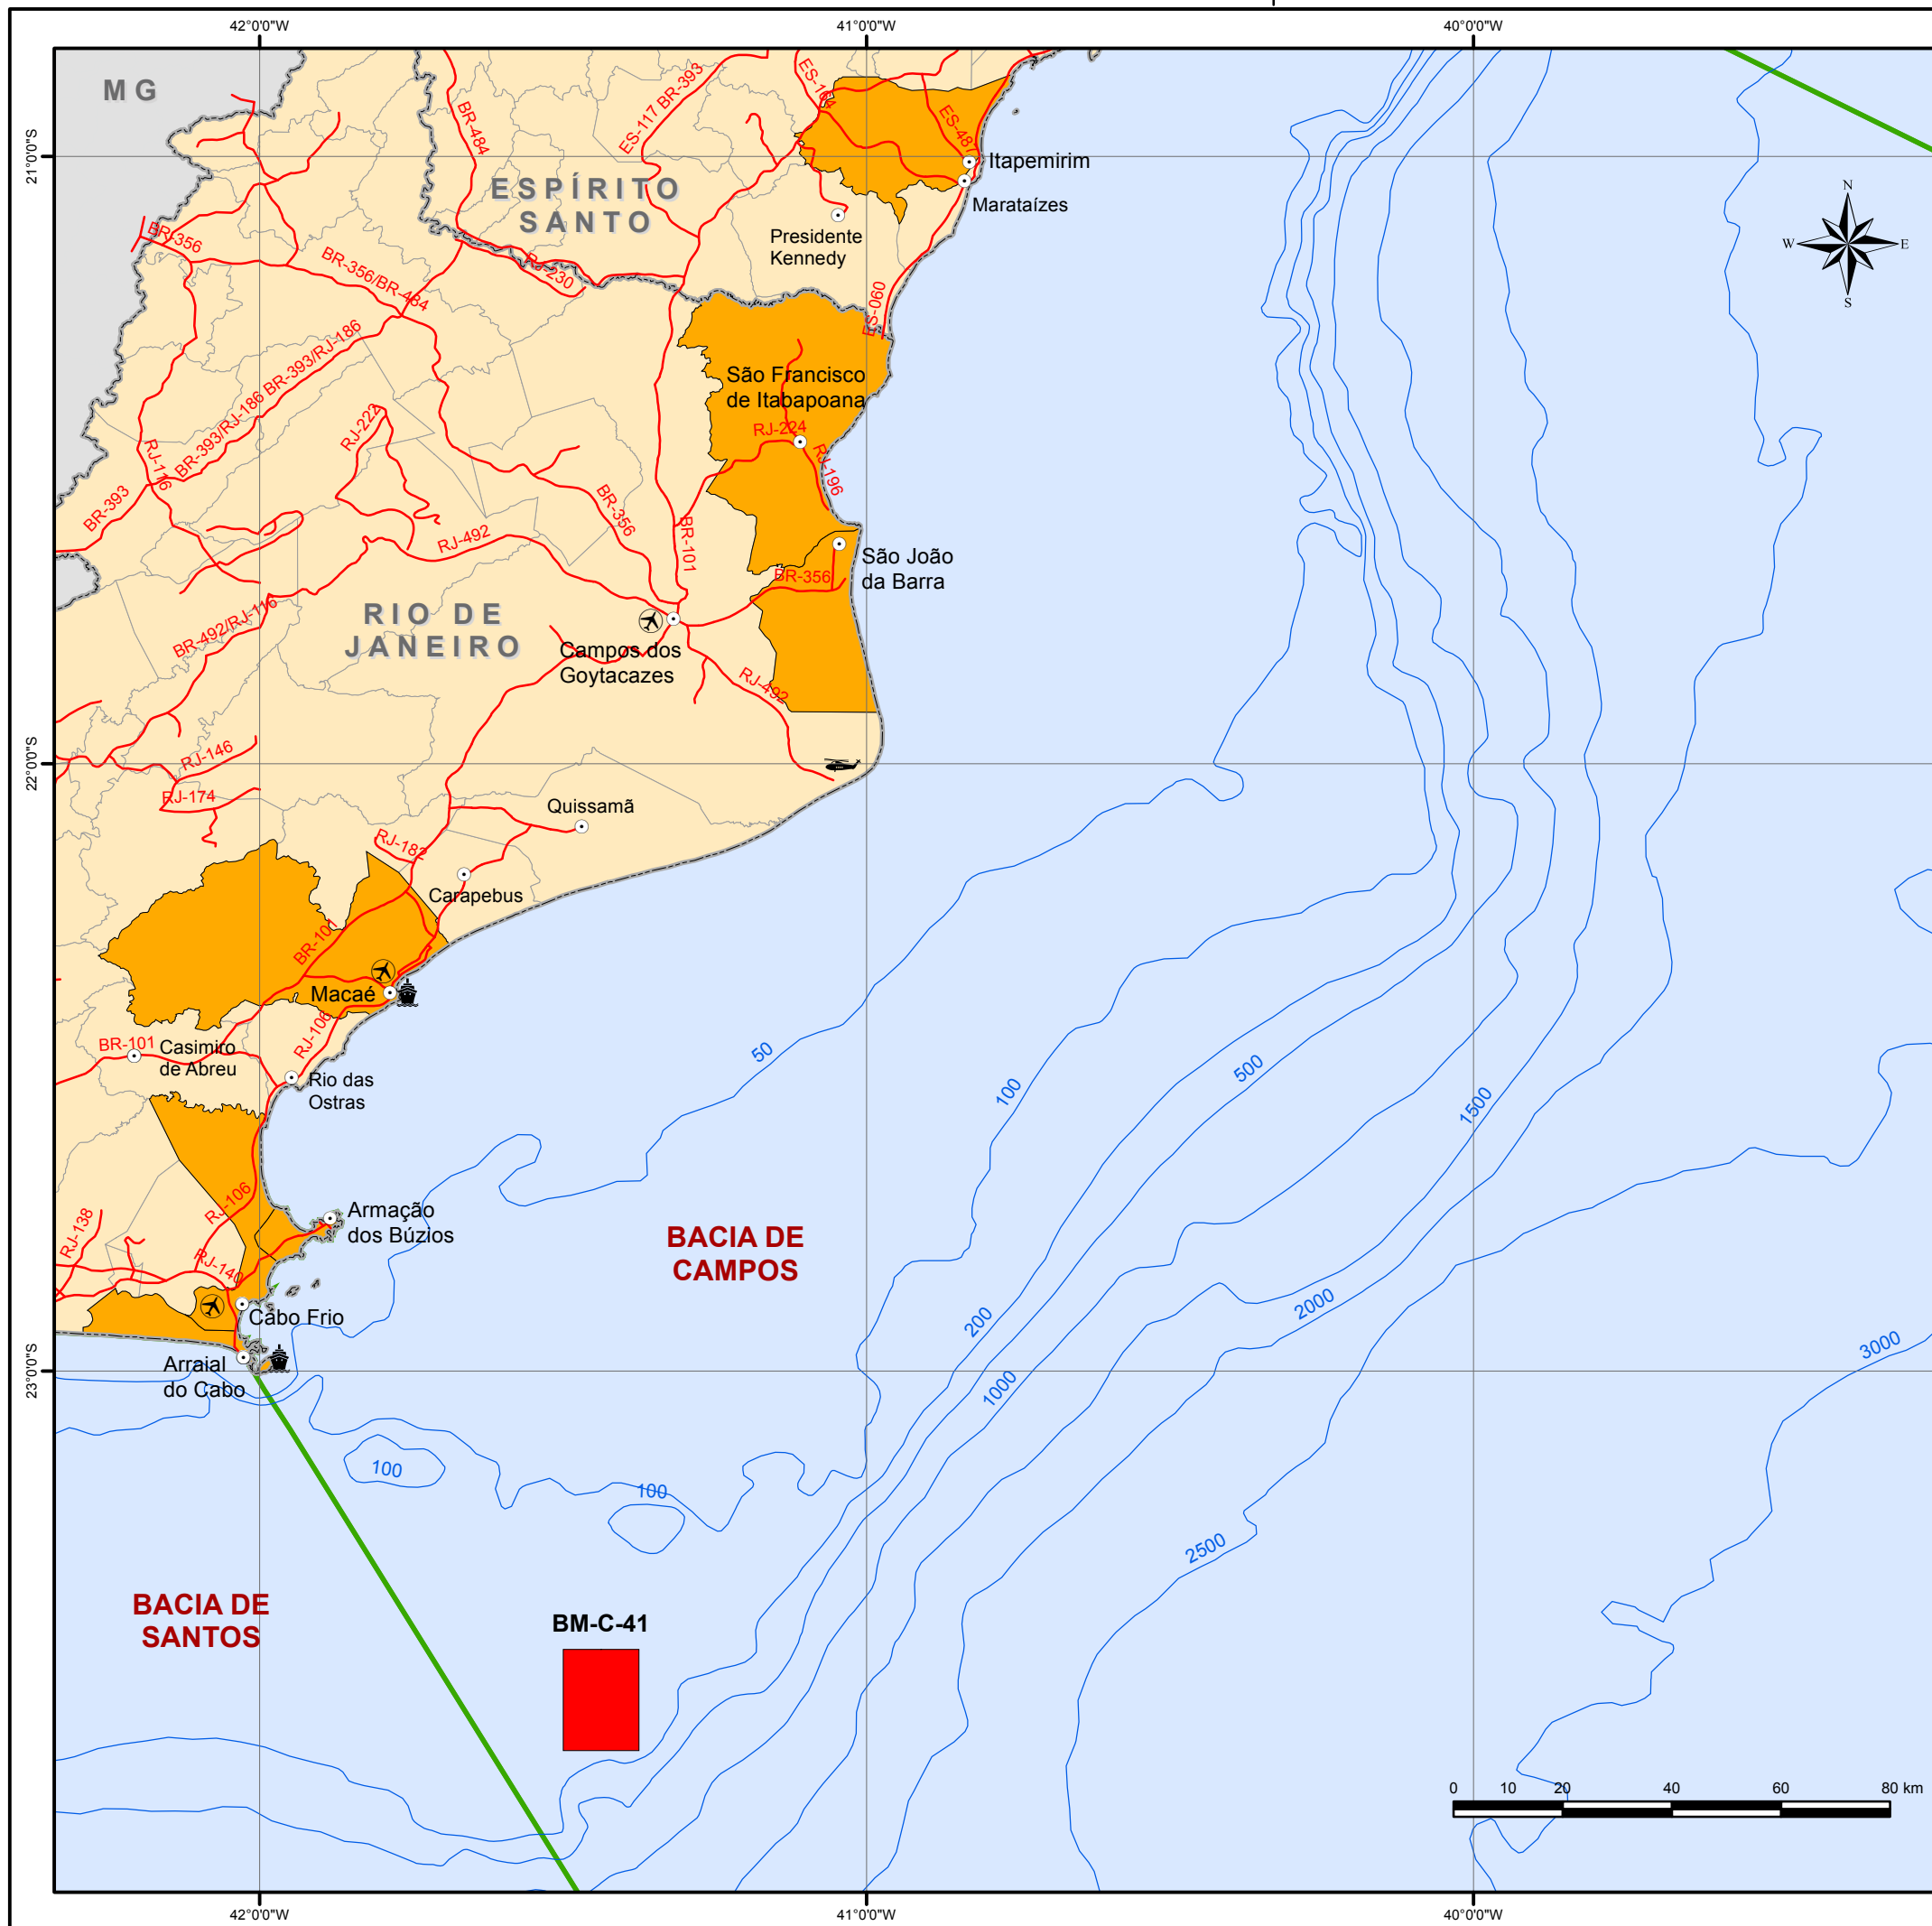 42°0'0"W
41°0'0"W
40°0'0"W
21°0'0"S
22°0'0"S
23°0'0"S
M G
ES-164
ES-117 BR-393
BR-484
ES-487
Itapemirim
ESPÍRITO
SANTO
Marataízes
N
W
E
S
Presidente
Kennedy
BR-356
BR-356/BR-484
RJ-230
ES-060
BR-393/RJ-186 BR-393/RJ-186
São Francisco
de Itabapoana
RJ-222
RJ-224
RJ-116
RJ-196
BR-393
BR-356
BR-101
RJ-492
São João
da Barra
BR-356
RIO DE
JANEIRO
BR-492/RJ-116
Campos dos
Goytacazes
RJ-492
RJ-146
RJ-174
Quissamã
RJ-182
Carapebus
BR-101
Macaé
RJ-106
BR-101
Casimiro
de Abreu
Rio das
Ostras
50
100
500
1500
RJ-106
RJ-138
Armação
dos Búzios
RJ-140
BACIA DE
CAMPOS
Cabo Frio
200
2000
3000
Arraial
do Cabo
1000
100
100
2500
BACIA DE
SANTOS
BM-C-41
0 10 20 40 60 80 km
42°0'0"W
41°0'0"W
40°0'0"W